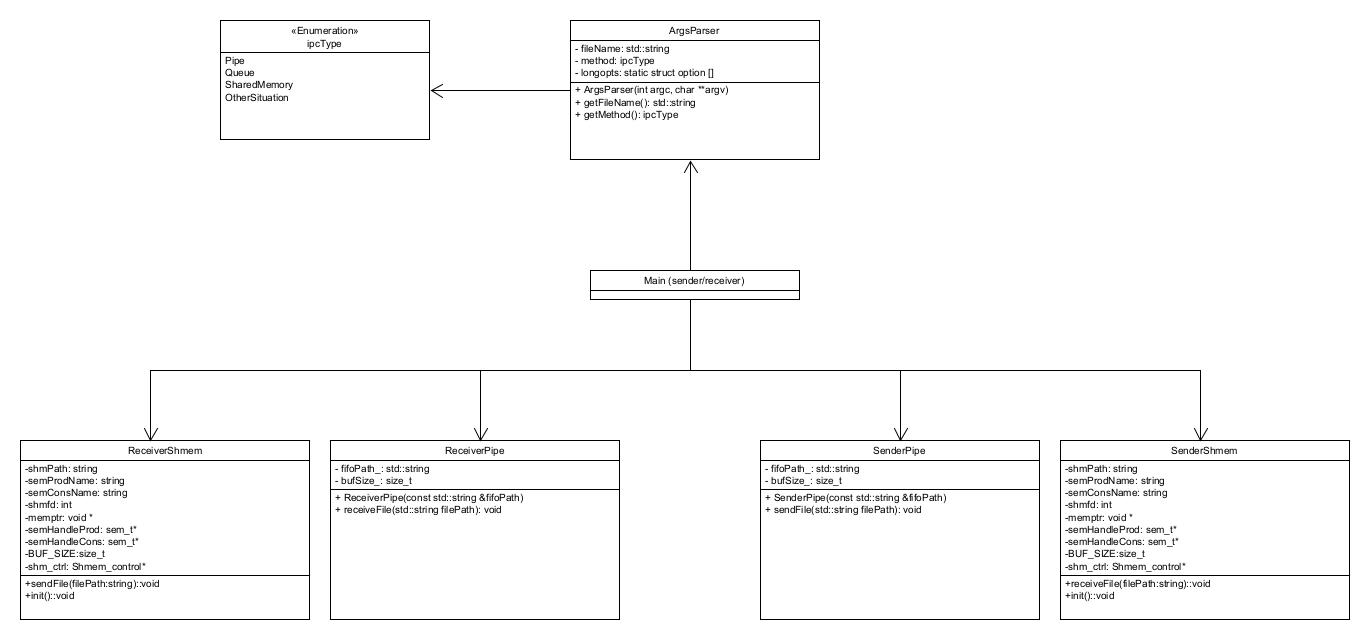 «Enumeration»
ipcType
Pipe
Queue
SharedMemory
OtherSituation
ArgsParser
- fileName: std::string
- method: ipcType
- longopts: static struct option []
+ ArgsParser(int argc, char **argv)
+ getFileName(): std::string
+ getMethod(): ipcType
Main (sender/receiver)
ReceiverShmem
-shmPath: string
-semProdName: string
-semConsName: string
-shmfd: int
-memptr: void *
-semHandleProd: sem_t*
-semHandleCons: sem_t*
-BUF_SIZE:size_t
-shm_ctrl: Shmem_control*
+sendFile(filePath:string)::void
+init()::void
ReceiverPipe
- fifoPath_: std::string
- bufSize_: size_t
+ ReceiverPipe(const std::string &fifoPath)
+ receiveFile(std::string filePath): void
SenderPipe
- fifoPath_: std::string
- bufSize_: size_t
+ SenderPipe(const std::string &fifoPath)
+ sendFile(std::string filePath): void
SenderShmem
-shmPath: string
-semProdName: string
-semConsName: string
-shmfd: int
-memptr: void *
-semHandleProd: sem_t*
-semHandleCons: sem_t*
-BUF_SIZE:size_t
-shm_ctrl: Shmem_control*
+receiveFile(filePath:string)::void
+init()::void